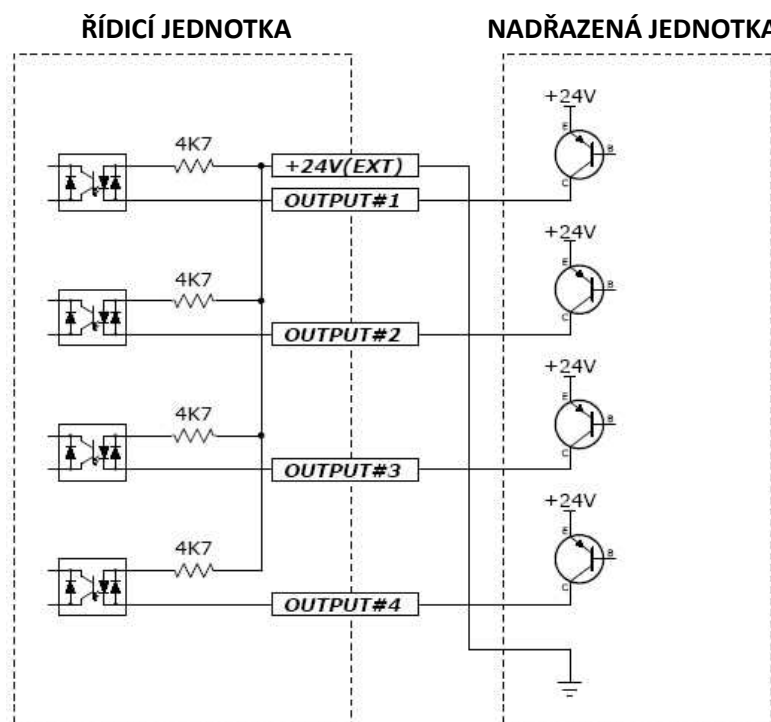 ŘÍDICÍ JEDNOTKA
NADŘAZENÁ JEDNOTKA
+24V
E
B
C
4K7
+24V(EXT)
OUTPUT#1
+24V
E
B
C
4K7
OUTPUT#2
+24V
E
B
C
4K7
OUTPUT#3
+24V
E
B
C
4K7
OUTPUT#4